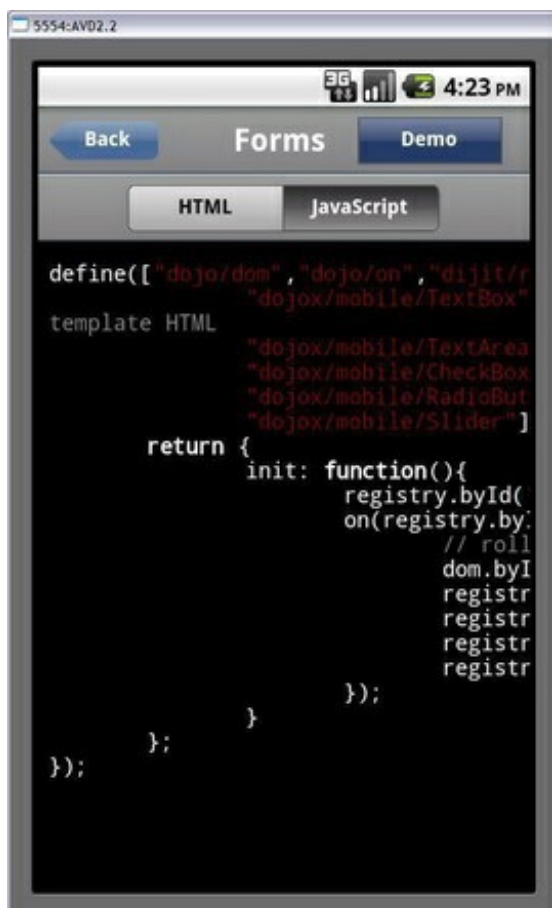 5554:AVD2.2
3G 4:23 PM
Back Forms Demo
HTML JavaScript
define(["dojo/dom","dojo/on","dijit/r
"dojox/mobile/TextBox"
template HTML
"dojox/mobile/TextArea
"dojox/mobile/CheckBox
"dojox/mobile/RadioBut
"dojox/mobile/Slider"]
return {
init: function(){
registry.byId(
on(registry.by
// roll
dom.byI
registr
registr
registr
registr
});
}
};
});